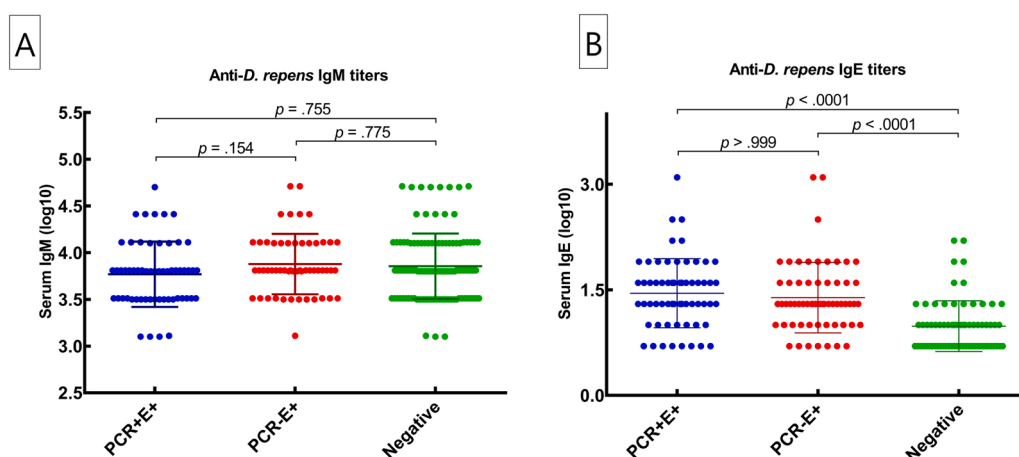 A
Anti-D. repens IgM titers
p = .755
p = .154
p = .775
5.5
5.0
4.5
4.0
3.5
3.0
2.5
Serum IgM (log10)
PCR+E+
PCR-E+
Negative
B
Anti-D. repens IgE titers
p < .0001
p > .999
p < .0001
3.0
1.5
0.0
Serum IgE (log10)
PCR+E+
PCR-E+
Negative